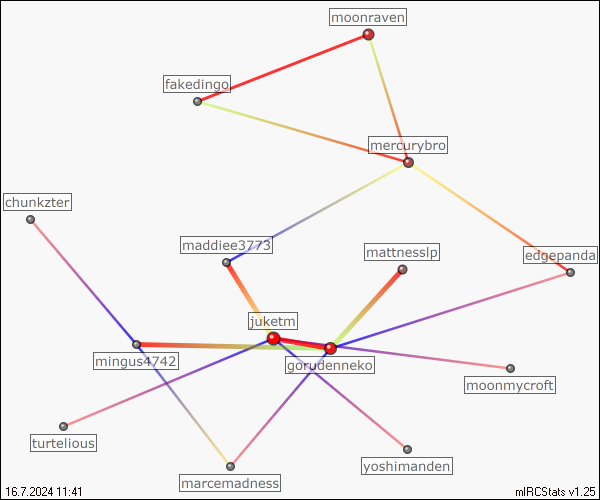 moonraven
fakedingo
mercurybro
chunkzter
maddiee3773
mattnesslp
edgepanda
juketm
mingus4742
gorudenneko
moonmycroft
turtelious
yoshimanden
marcemadness
16.7.2024 11:41
mIRCStats v1.25